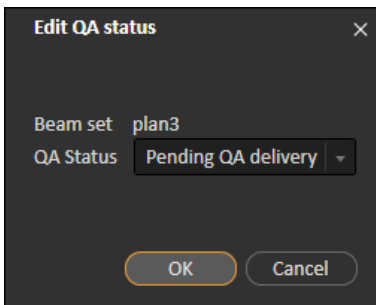 Edit QA status
Beam set plan3
QA Status Pending QA delivery
OK Cancel